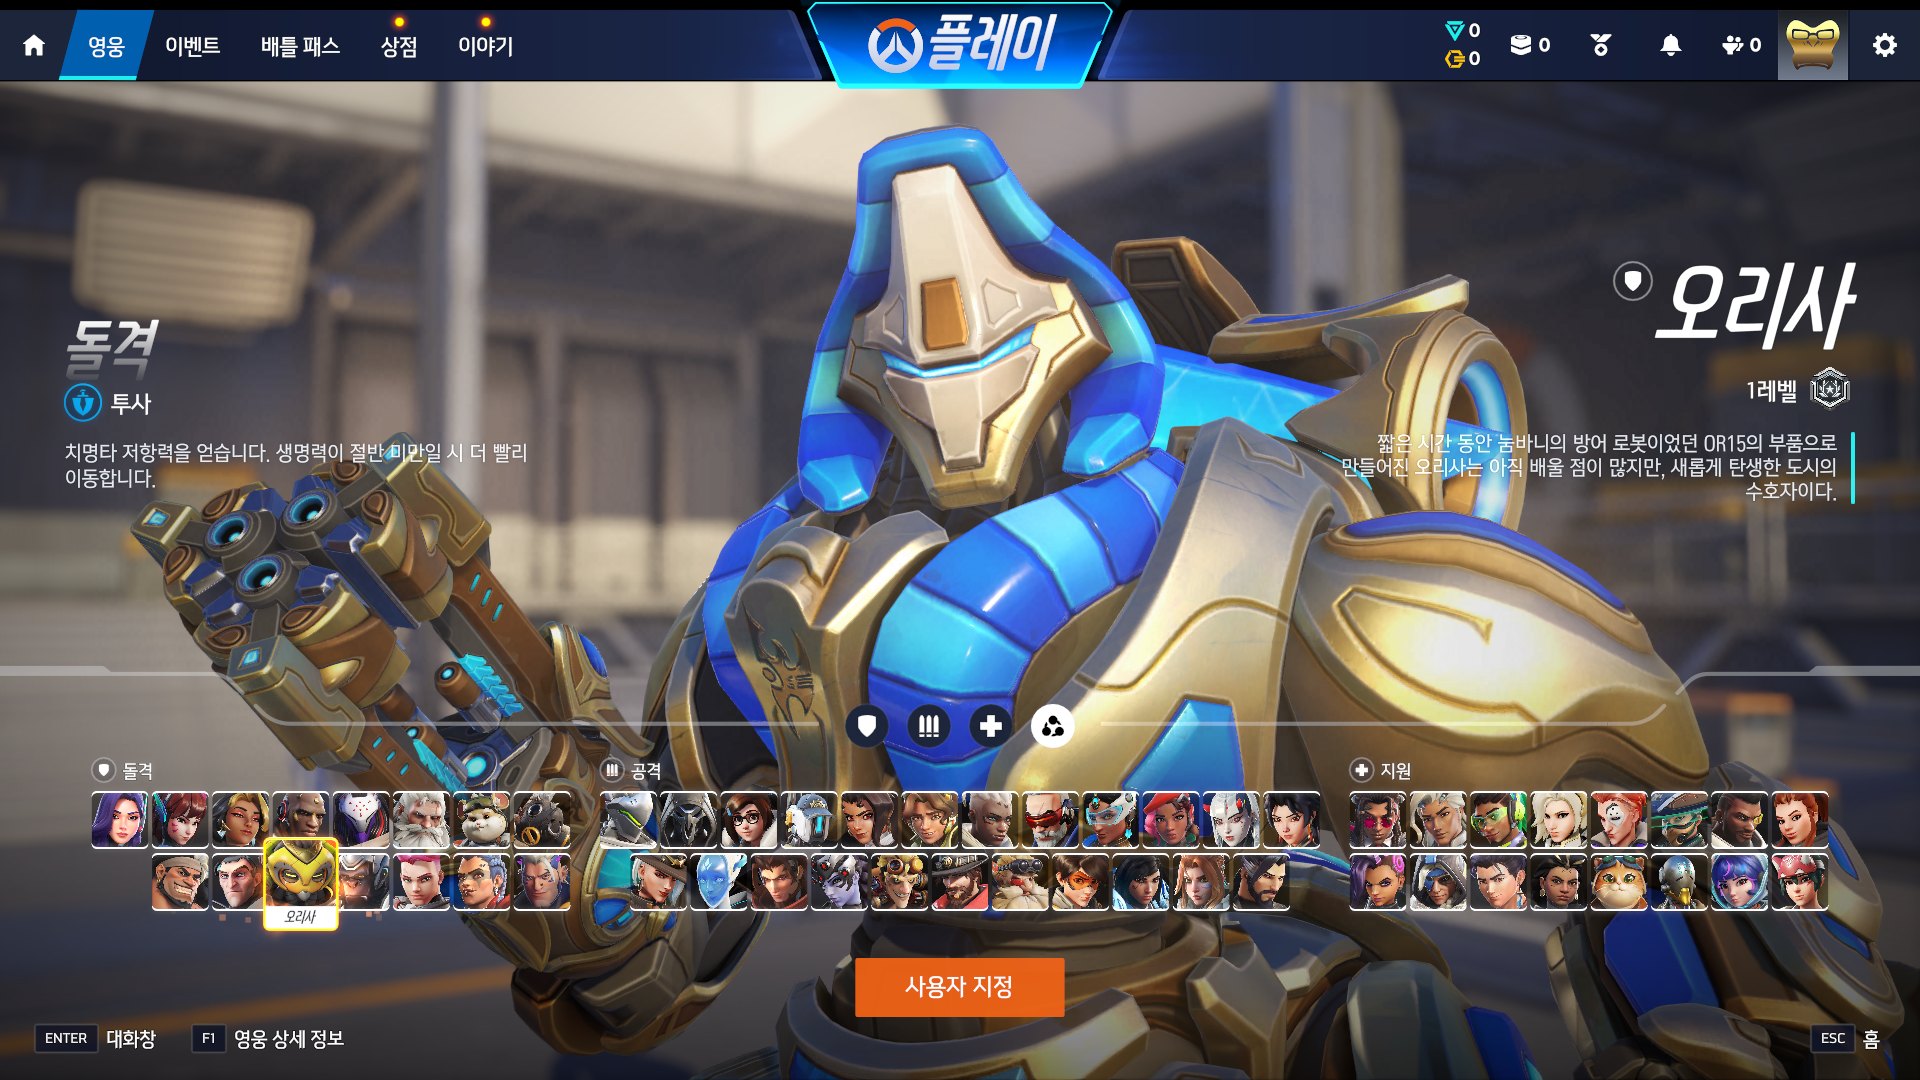 영웅
이벤트
배틀 패스
상점
이야기
플레이
0
0
0
0
돌격
투사
치명타 저항력을 얻습니다. 생명력이 절반 미만일 시 더 빨리
이동합니다.
오리사
1레벨
짧은 시간 동안 눔바니의 방어 로봇이었던 OR15의 부품으로
만들어진 오리사는 아직 배울 점이 많지만, 새롭게 탄생한 도시의
수호자이다.
돌격
공격
지원
오리사
사용자 지정
ENTER 대화창
F1 영웅 상세 정보
ESC 홈